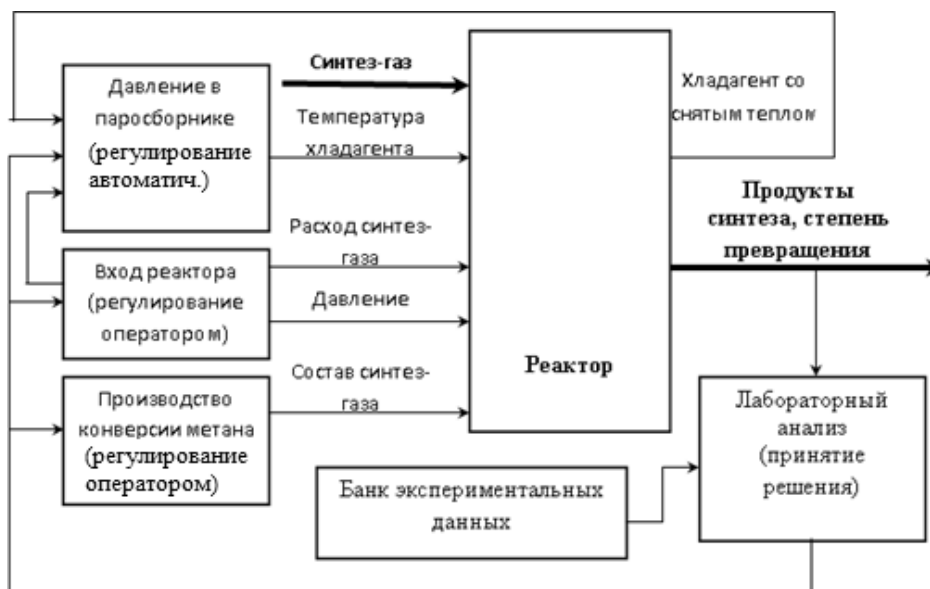 Давление в
паросборнике
(регулирование
автоматич.)
Синтез-газ
Температура
хладагента
Хладагент со
снятым теплом
Продукты
синтеза, степень
превращения
Расход синтез-
газа
Вход реактора
(регулирование
оператором)
Давление
Реактор
Состав синтез-
газа
Производство
конверсии метана
(регулирование
оператором)
Лабораторный
анализ
(принятие
решения)
Банк экспериментальных
данных